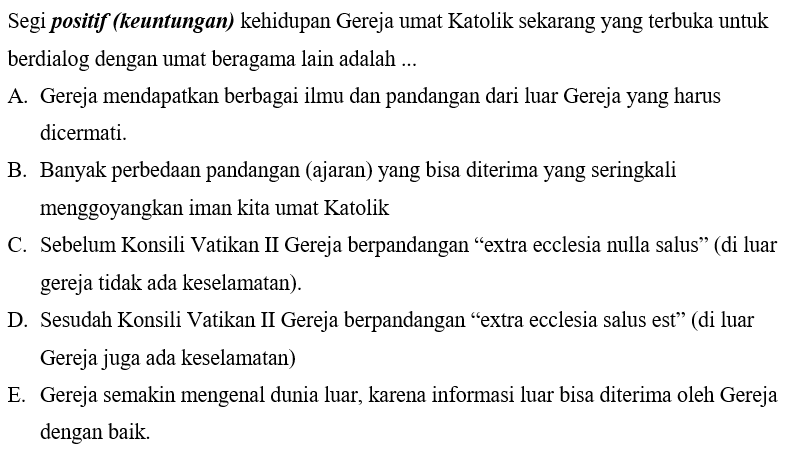 Segi positif (keuntungan) kehidupan Gereja umat Katolik sekarang yang terbuka untuk
berdialog dengan umat beragama lain adalah ...
A. Gereja mendapatkan berbagai ilmu dan pandangan dari luar Gereja yang harus
dicermati.
B. Banyak perbedaan pandangan (ajaran) yang bisa diterima yang seringkali
menggoyangkan iman kita umat Katolik
C. Sebelum Konsili Vatikan II Gereja berpandangan “extra ecclesia nulla salus” (di luar
gereja tidak ada keselamatan).
D. Sesudah Konsili Vatikan II Gereja berpandangan “extra ecclesia salus est” (di luar
Gereja juga ada keselamatan)
E. Gereja semakin mengenal dunia luar, karena informasi luar bisa diterima oleh Gereja
dengan baik.